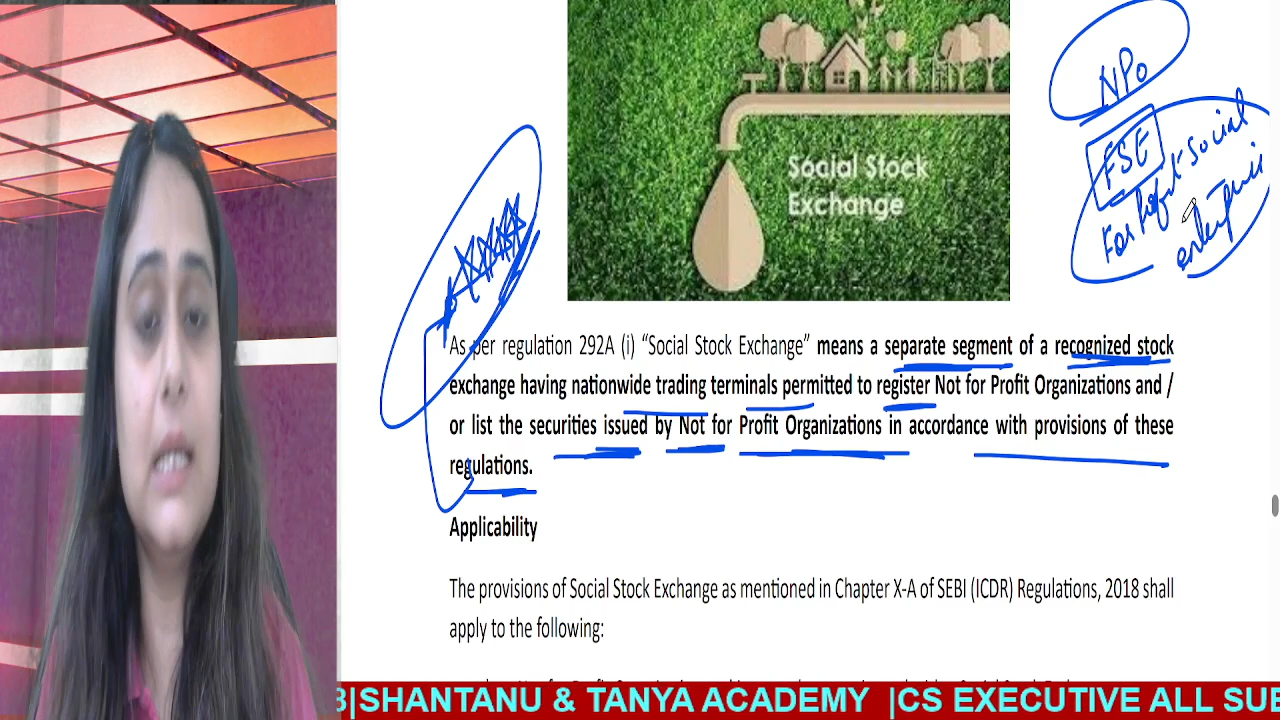 Social Stock
Exchange
NPO
FSE
For Profit Social
enterprise
As per regulation 292A (i) “Social Stock Exchange” means a separate segment of a recognized stock
exchange having nationwide trading terminals permitted to register Not for Profit Organizations and /
or list the securities issued by Not for Profit Organizations in accordance with provisions of these
regulations.
Applicability
The provisions of Social Stock Exchange as mentioned in Chapter X-A of SEBI (ICDR) Regulations, 2018 shall
apply to the following:
|SHANTANU & TANYA ACADEMY |CS EXECUTIVE ALL SUB